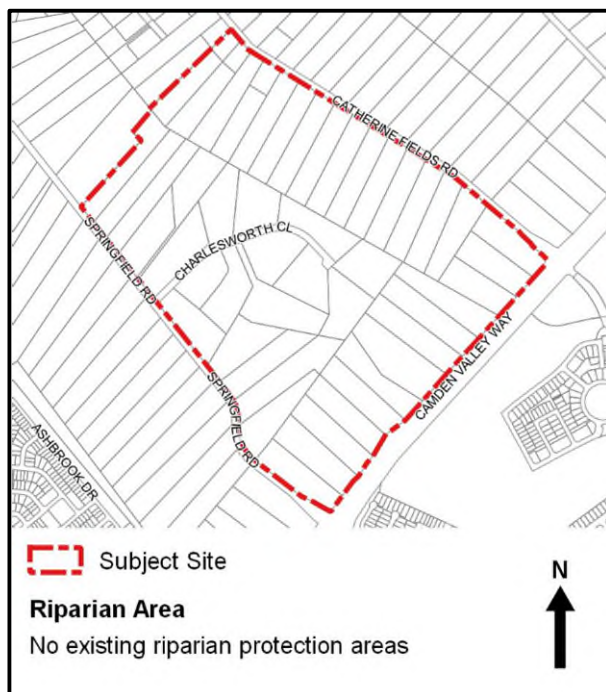 CATHERINE FIELDS RD
CHARLESWORTH CL
SPRINGFIELD RD
SPRINGFIELD RD
CAMDEN VALLEY WAY
ASHBROOK DR
Subject Site
Riparian Area
No existing riparian protection areas
N